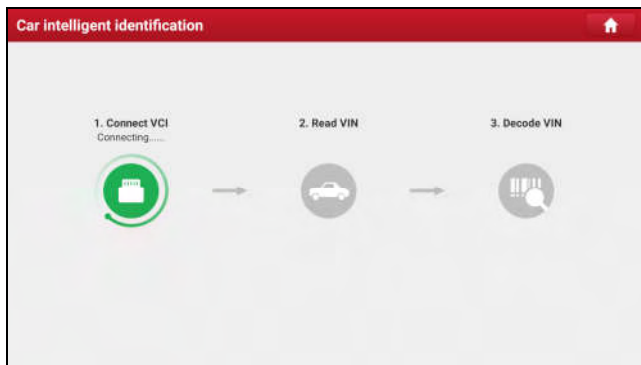 Car intelligent identification
1. Connect VCI
Connecting......
2. Read VIN
3. Decode VIN